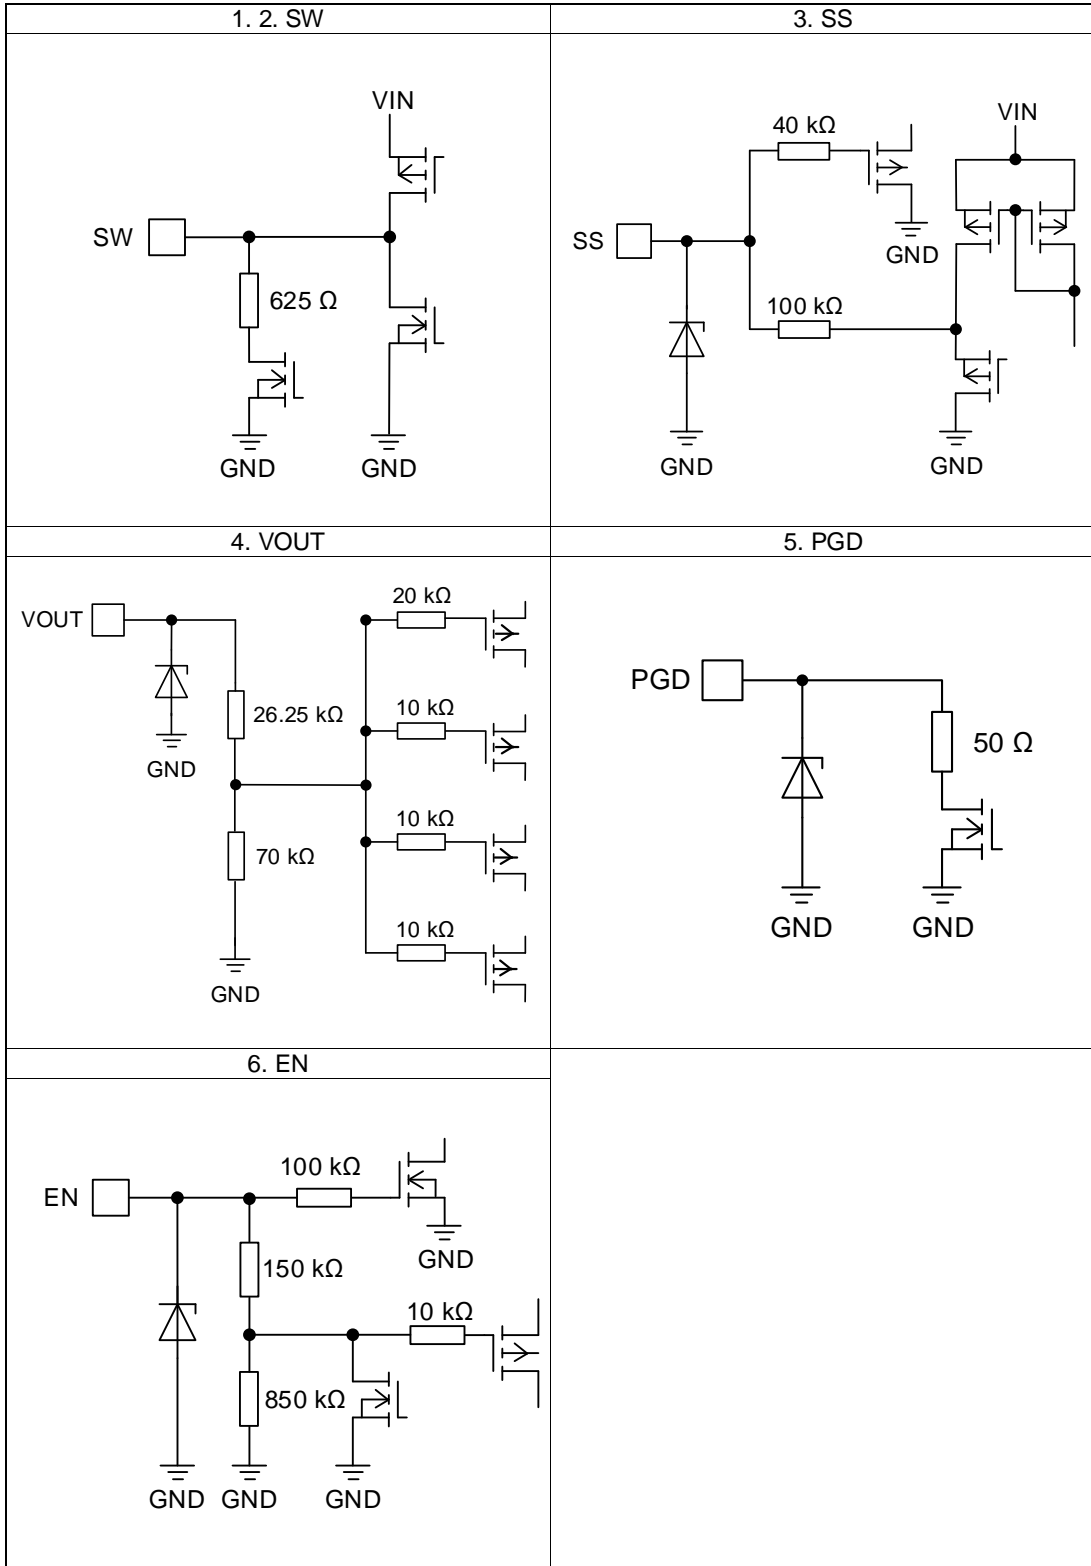 1. 2. SW
VIN
SW
625 Ω
GND
GND
3. SS
VIN
40 kΩ
SS
GND
100 kΩ
GND
GND
4. VOUT
20 kΩ
VOUT
10 kΩ
26.25 kΩ
GND
10 kΩ
70 kΩ
10 kΩ
GND
5. PGD
PGD
50 Ω
GND
GND
6. EN
100 kΩ
EN
GND
150 kΩ
10 kΩ
850 kΩ
GND
GND
GND